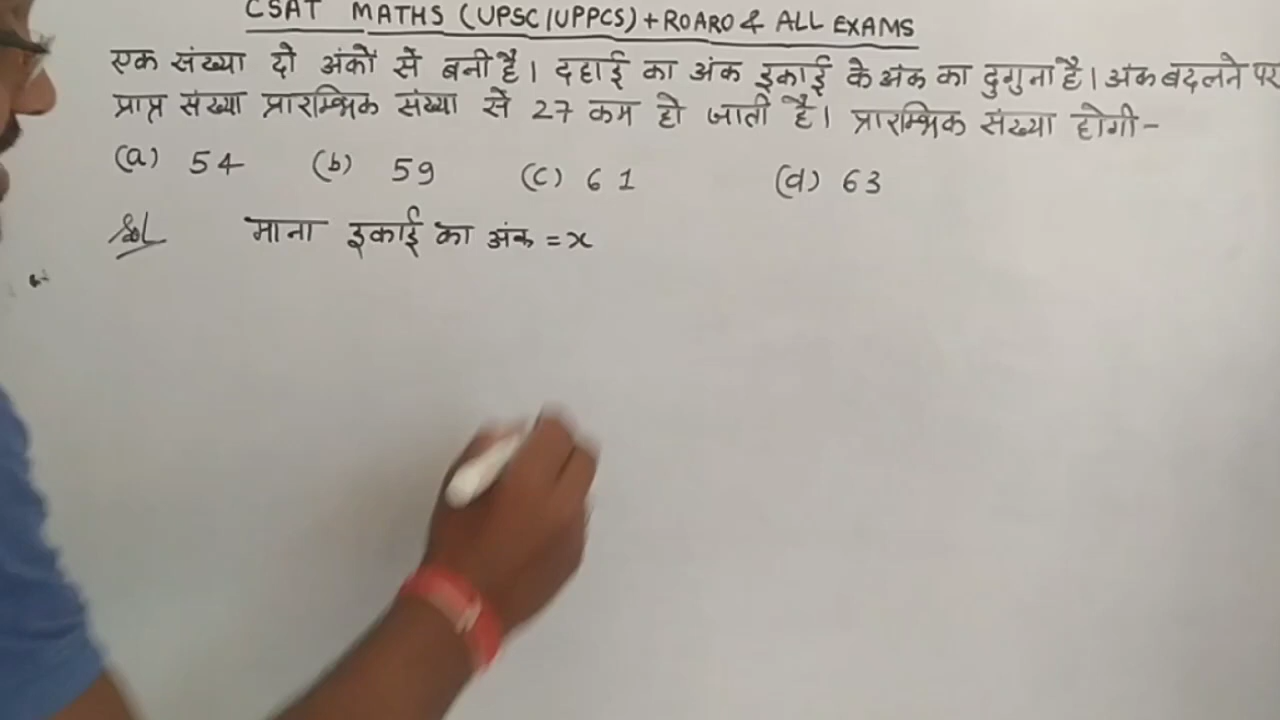 CSAT MATHS (UPSC/UPPCS) + ROARO & ALL EXAMS
एक संख्या दो अंकों से बनी है। दहाई का अंक इकाई के अंक का दुगुना है। अंक बदलने पर
प्राप्त संख्या प्रारम्भिक संख्या से 27 कम हो जाती है। प्रारम्भिक संख्या होगी -
(a) 54 (b) 59 (c) 61 (d) 63
Sol माना इकाई का अंक = x